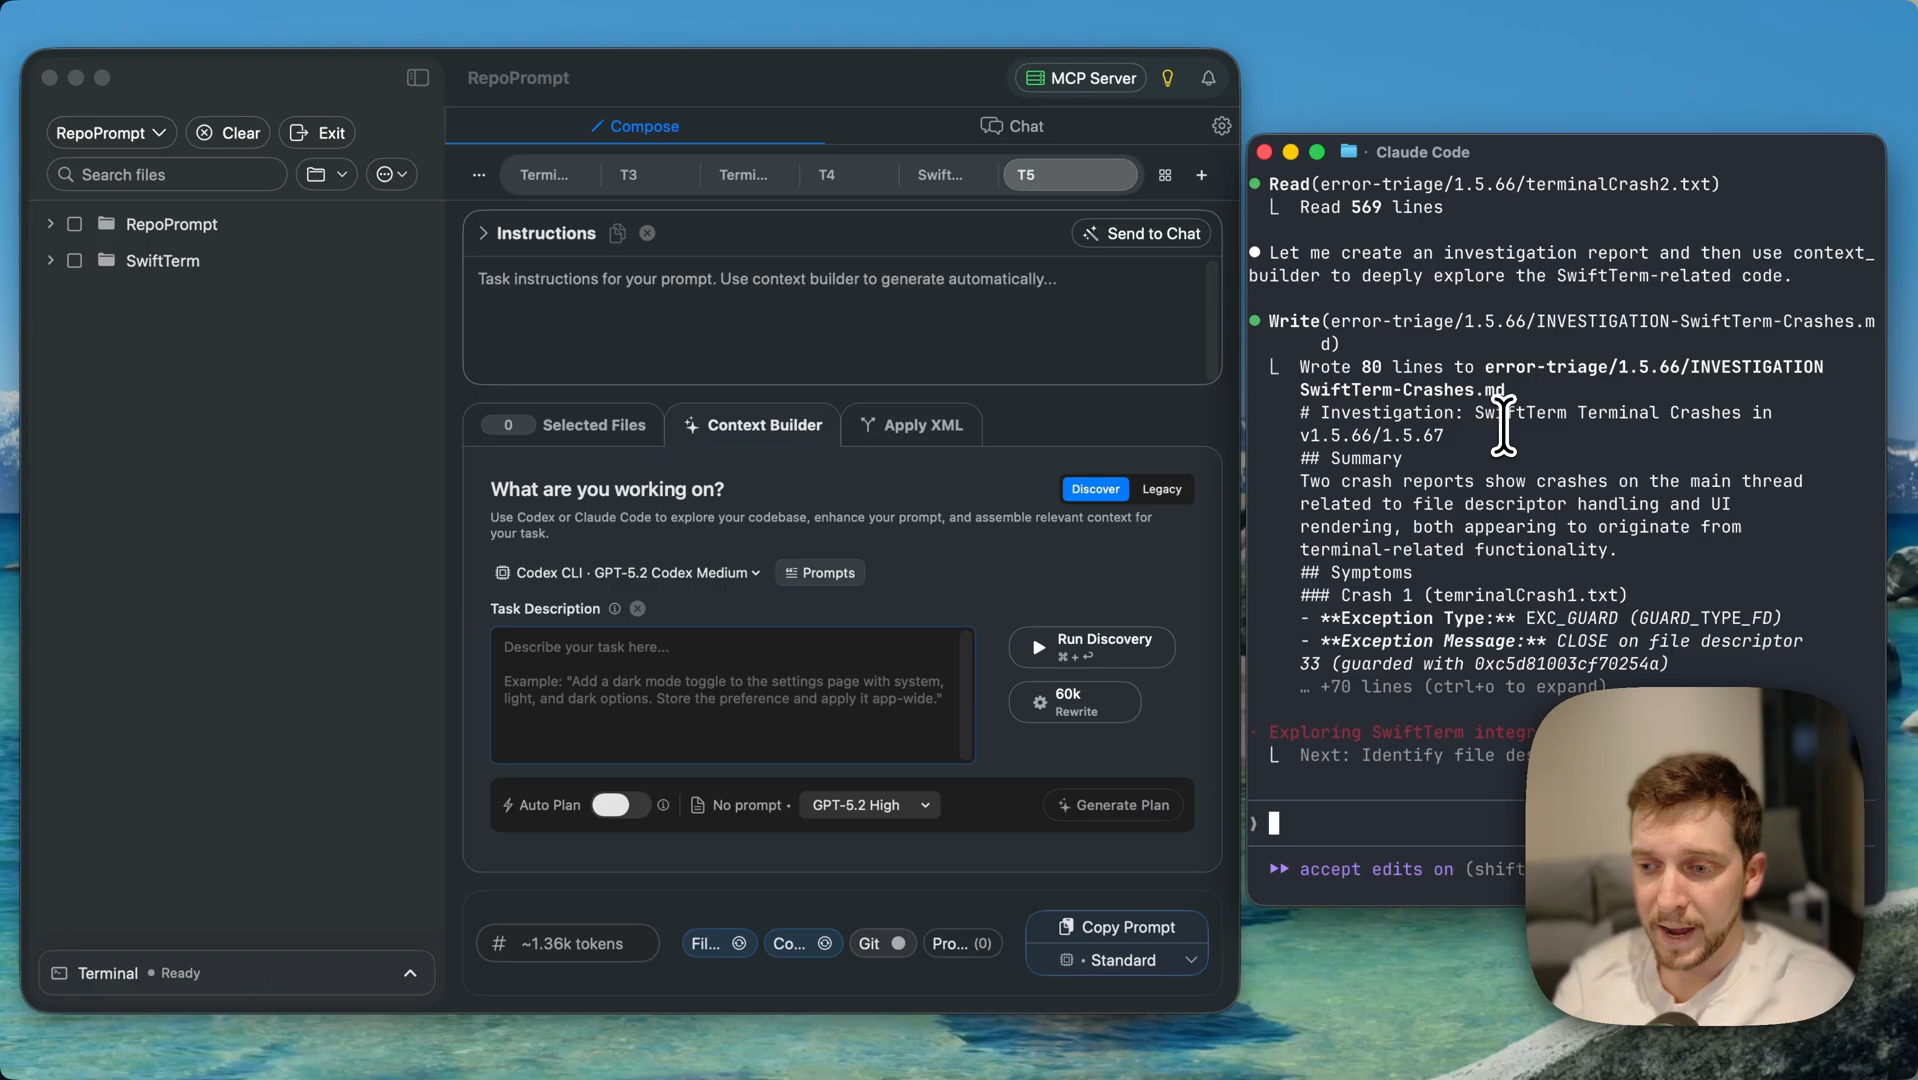 RepoPrompt
MCP Server
RepoPrompt
Clear
Exit
Compose
Chat
Search files
Termi...
T3
Termi...
T4
Swift...
T5
RepoPrompt
SwiftTerm
Instructions
Send to Chat
Task instructions for your prompt. Use context builder to generate automatically...
0 Selected Files
Context Builder
Apply XML
What are you working on?
Discover
Legacy
Use Codex or Claude Code to explore your codebase, enhance your prompt, and assemble relevant context for
your task.
Codex CLI · GPT-5.2 Codex Medium
Prompts
Task Description
Describe your task here...
Example: "Add a dark mode toggle to the settings page with system,
light, and dark options. Store the preference and apply it app-wide."
Run Discovery
⌘ + ↩
60k
Rewrite
Auto Plan
No prompt •
GPT-5.2 High
Generate Plan
# ~1.36k tokens
Fil...
Co...
Git
Pro... (0)
Copy Prompt
• Standard
Terminal • Ready
· Claude Code
Read(error-triage/1.5.66/terminalCrash2.txt)
Read 569 lines
Let me create an investigation report and then use context_
builder to deeply explore the SwiftTerm-related code.
Write(error-triage/1.5.66/INVESTIGATION-SwiftTerm-Crashes.m
d)
Wrote 80 lines to error-triage/1.5.66/INVESTIGATION
SwiftTerm-Crashes.md
# Investigation: SwiftTerm Terminal Crashes in
v1.5.66/1.5.67
## Summary
Two crash reports show crashes on the main thread
related to file descriptor handling and UI
rendering, both appearing to originate from
terminal-related functionality.
## Symptoms
### Crash 1 (temrinalCrash1.txt)
- **Exception Type:** EXC_GUARD (GUARD_TYPE_FD)
- **Exception Message:** CLOSE on file descriptor
33 (guarded with 0xc5d81003cf70254a)
… +70 lines (ctrl+o to expand)
· Exploring SwiftTerm integr
Next: Identify file des
⟩
⏵⏵ accept edits on (shift